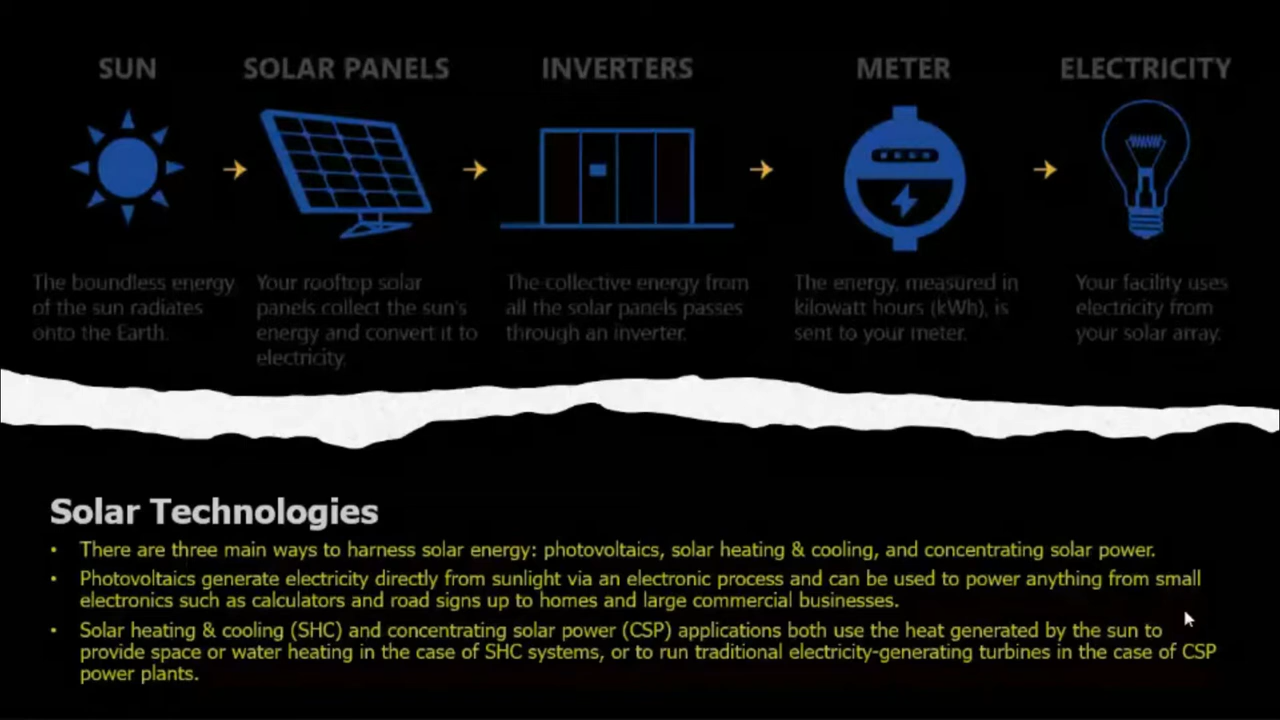 SUN
SOLAR PANELS
INVERTERS
METER
ELECTRICITY
The boundless energy
of the sun radiates
onto the Earth.
Your rooftop solar
panels collect the sun's
energy and convert it to
electricity.
The collective energy from
all the solar panels passes
through an inverter.
The energy, measured in
kilowatt hours (kWh), is
sent to your meter.
Your facility uses
electricity from
your solar array.
Solar Technologies
• There are three main ways to harness solar energy: photovoltaics, solar heating & cooling, and concentrating solar power.
• Photovoltaics generate electricity directly from sunlight via an electronic process and can be used to power anything from small
electronics such as calculators and road signs up to homes and large commercial businesses.
• Solar heating & cooling (SHC) and concentrating solar power (CSP) applications both use the heat generated by the sun to
provide space or water heating in the case of SHC systems, or to run traditional electricity-generating turbines in the case of CSP
power plants.